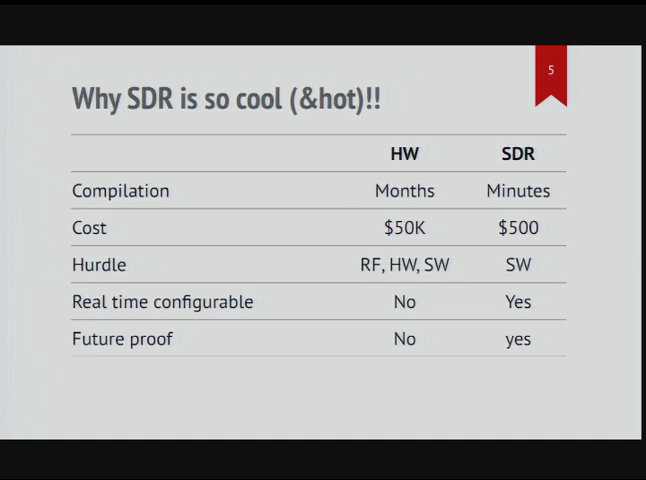 5
Why SDR is so cool (&hot)!!
HW SDR
Compilation Months Minutes
Cost $50K $500
Hurdle RF, HW, SW SW
Real time configurable No Yes
Future proof No yes